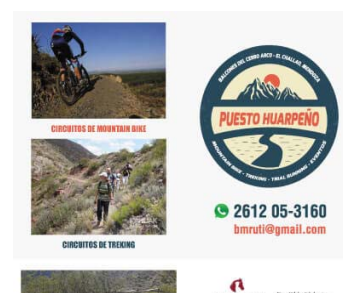 CIRCUITOS DE MOUNTAIN BIKE
CIRCUITOS DE TREKING
BALCONES DEL CERRO ARCO - EL CHALLAO, MENDOZA
PUESTO HUARPEÑO
MOUNTAIN BIKE - TREKING - TRIAL RUNNING - EVENTOS
2612 05-3160
bmruti@gmail.com